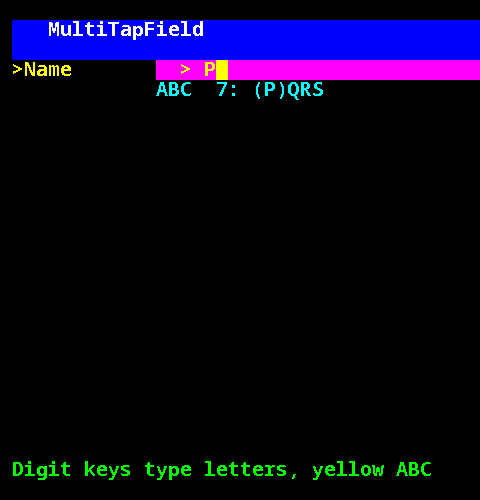 MultiTapField
>Name > P
ABC 7: (P)QRS
Digit keys type letters, yellow ABC